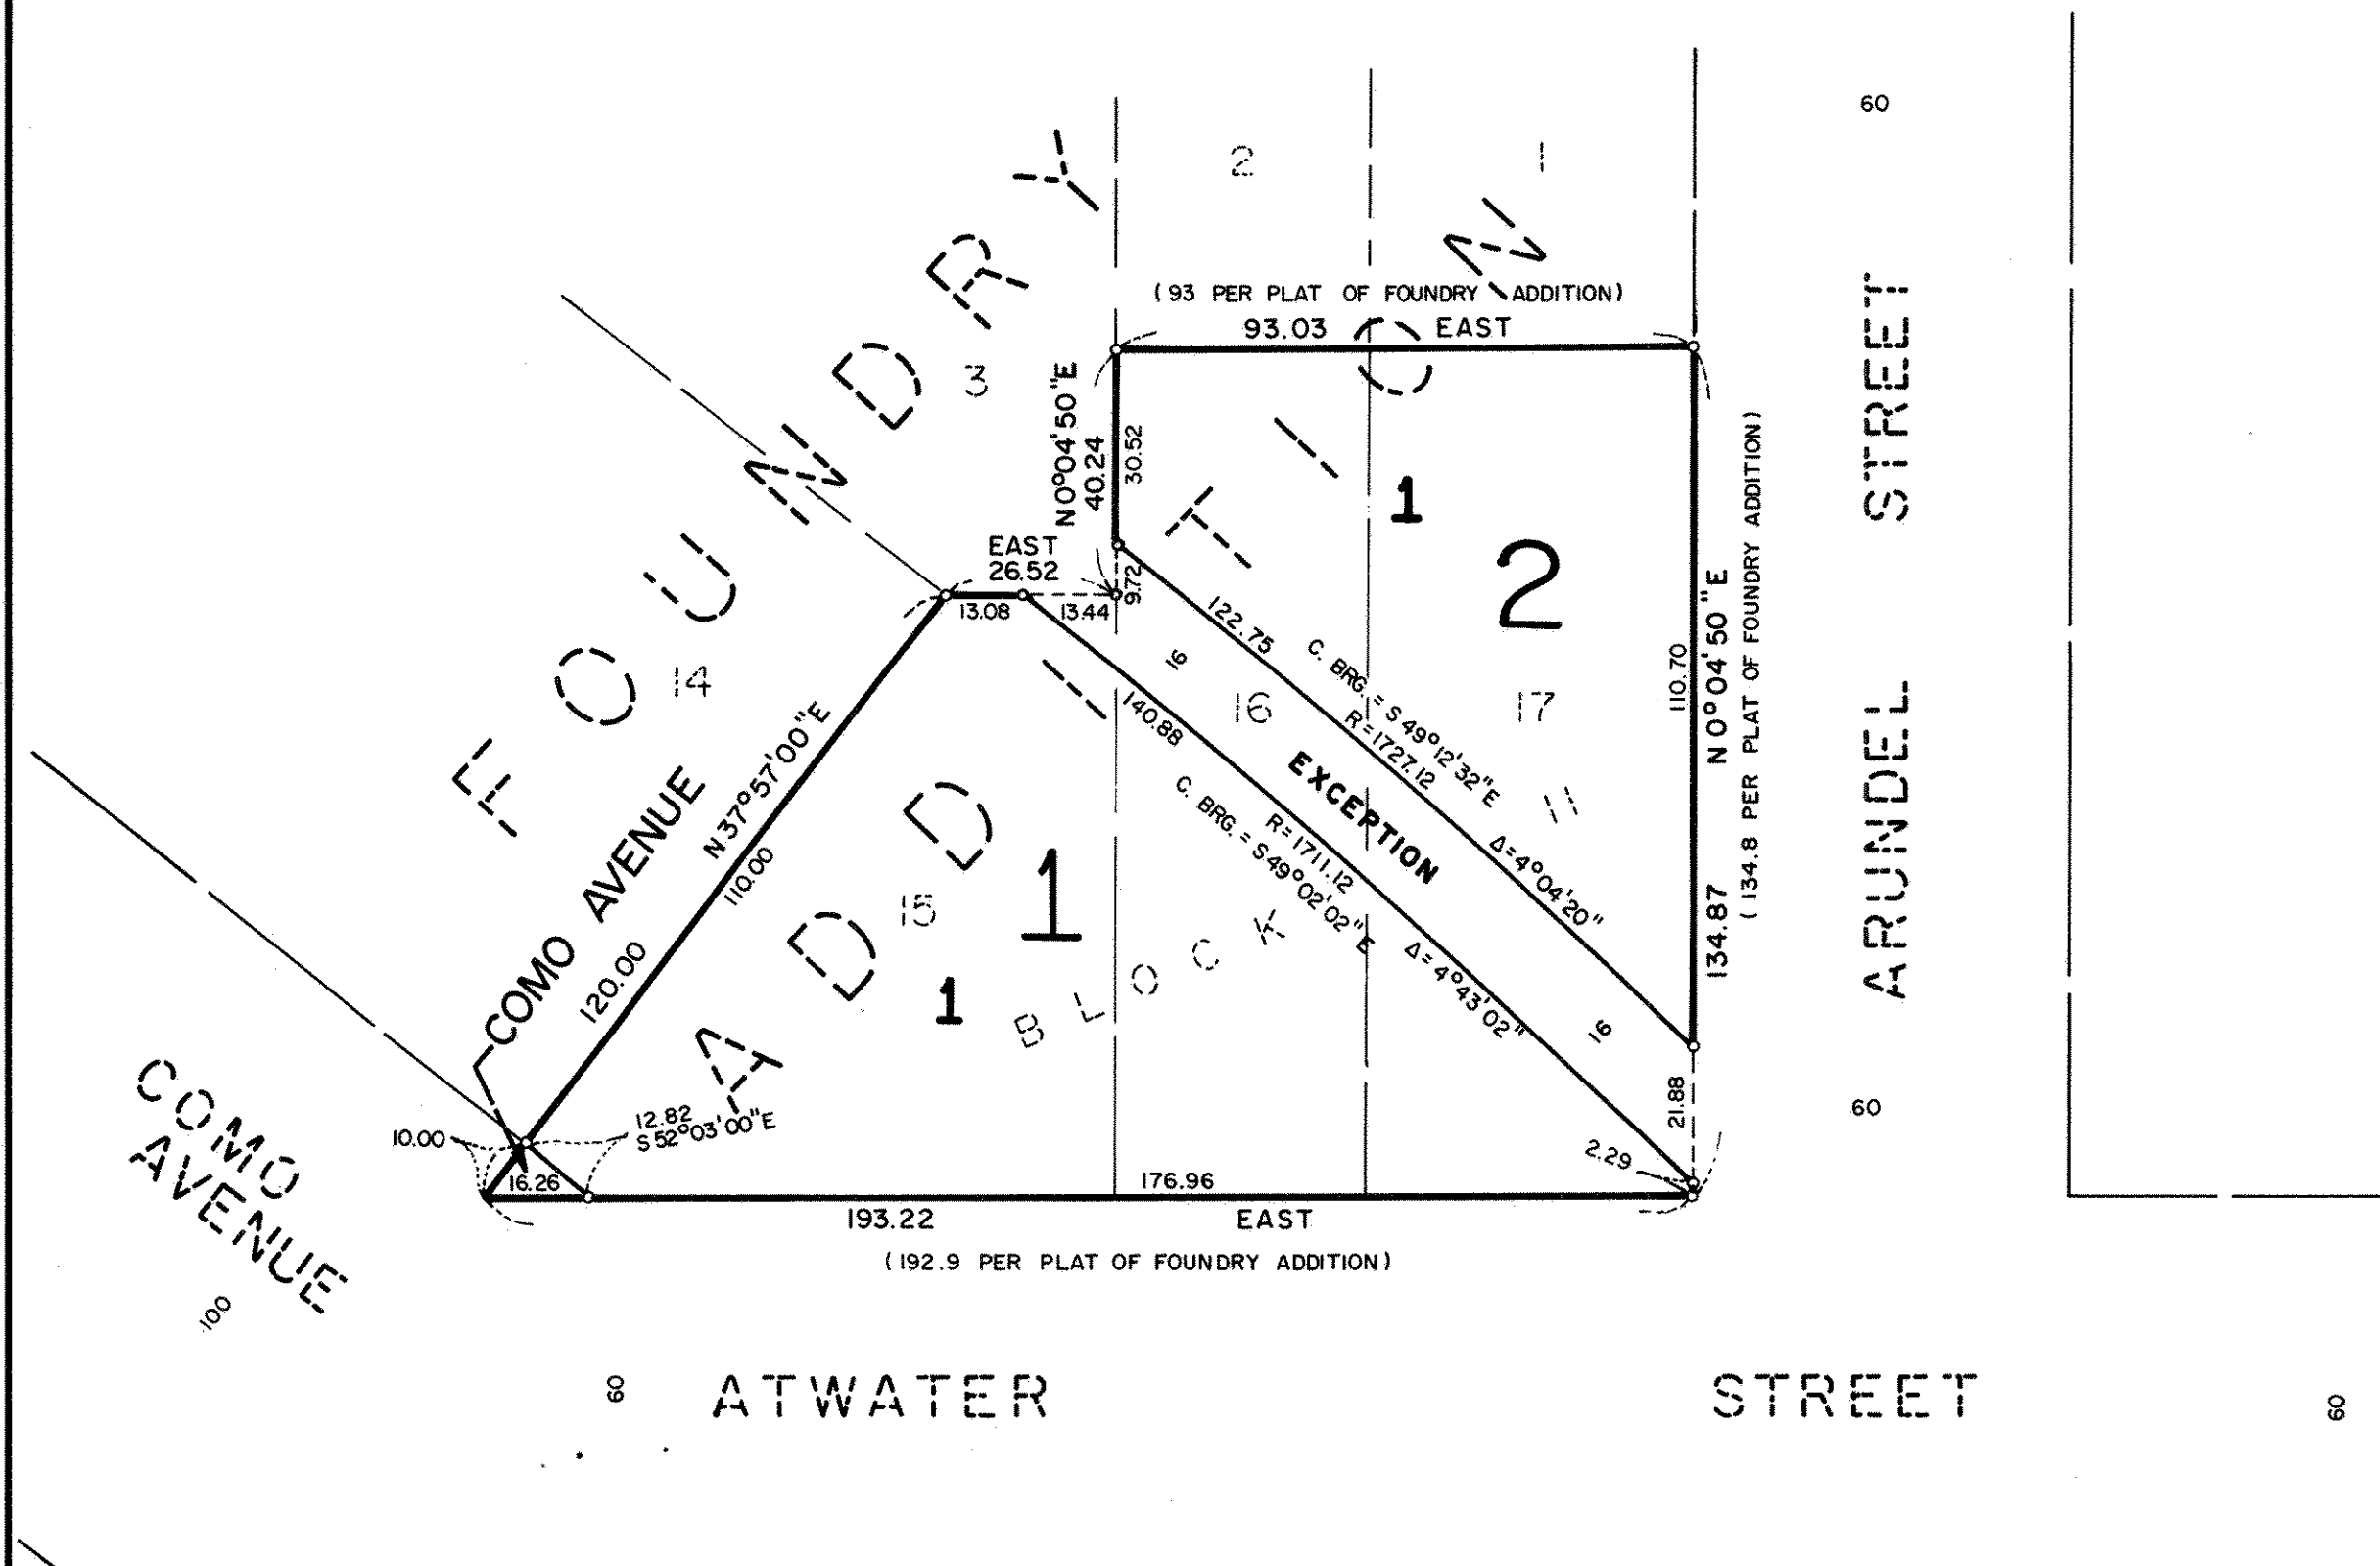 60
2
1
FOUNDRY
ADDITION
(93 PER PLAT OF FOUNDRY ADDITION)
93.03 EAST
3
N0°04'50"E
40.24
30.52
1
2
EAST
26.52
13.08
13.44
9.72
122.75
C. BRG. = S49°12'32"E
R=1727.12
Δ=4°04'20"
16
16
17
11
EXCEPTION
14
140.88
R=1711.12
C. BRG. = S49°02'02"E
Δ=4°43'02"
16
110.70
N0°04'50"E
134.87
(134.8 PER PLAT OF FOUNDRY ADDITION)
ARUNDEL STREET
N37°57'00"E
110.00
120.00
COMO AVENUE
15
1
1
BLOCK
60
21.88
2.29
COMO
AVENUE
100
10.00
12.82
S52°03'00"E
16.26
176.96
193.22 EAST
(192.9 PER PLAT OF FOUNDRY ADDITION)
60
ATWATER STREET
60